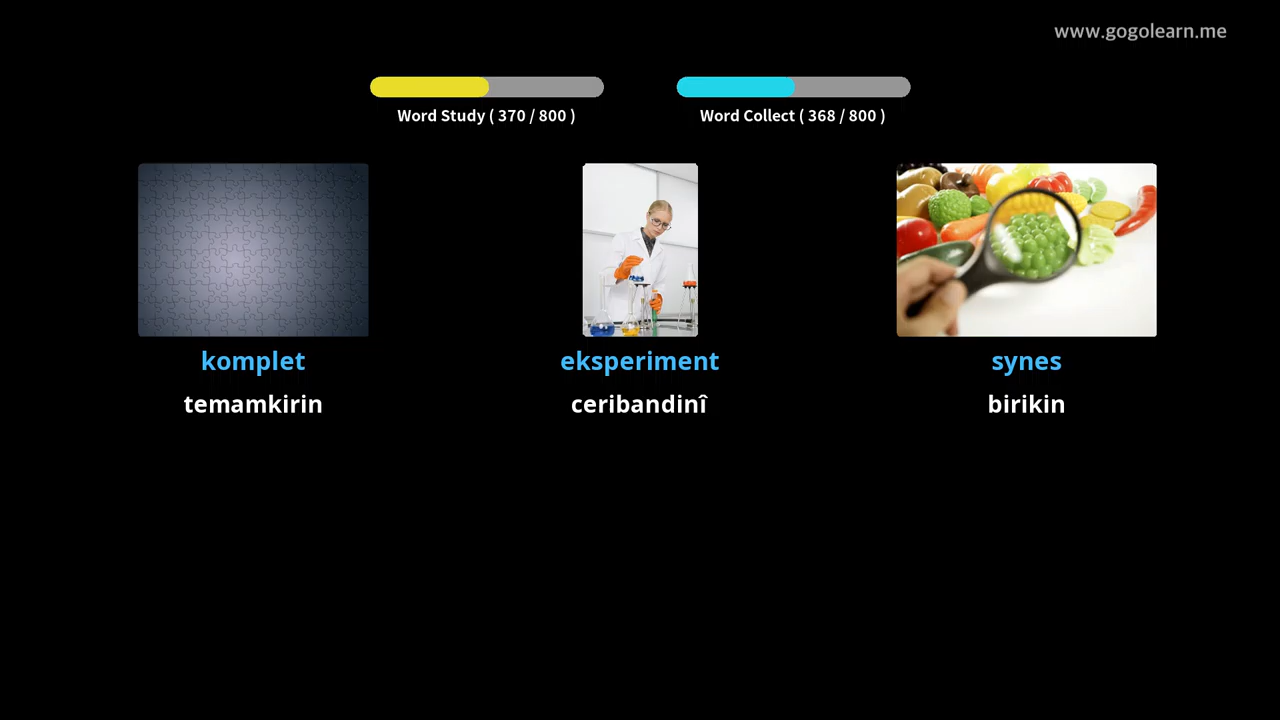 www.gogolearn.me
Word Study ( 370 / 800 )
Word Collect ( 368 / 800 )
komplet
eksperiment
synes
temamkirin
ceribandinî
birikin